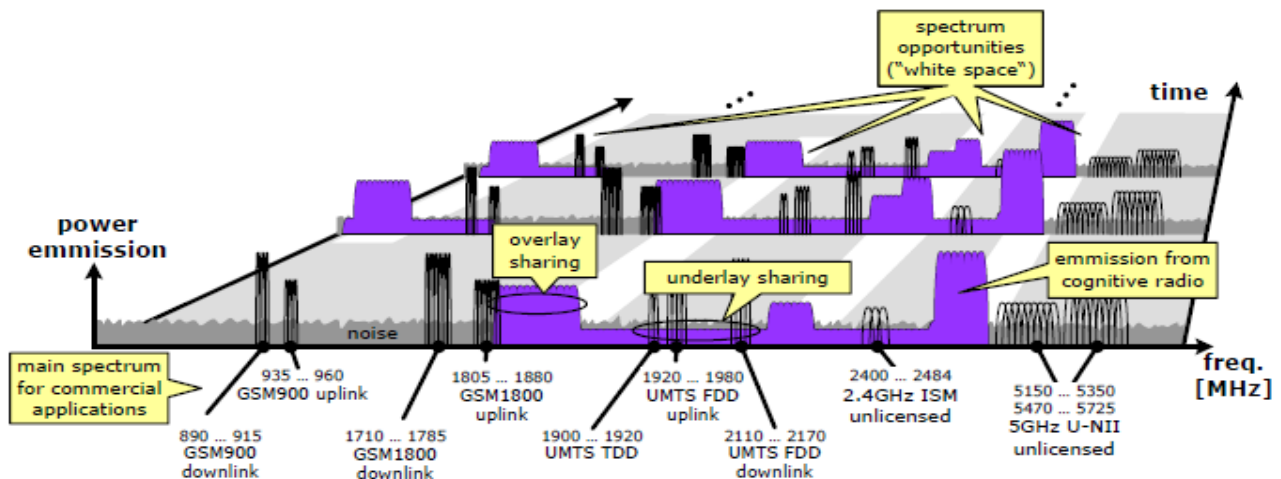 spectrum
opportunities
("white space“)
time
power
emmission
overlay
sharing
underlay sharing
emmission from
cognitive radio
noise
main spectrum
for commercial
applications
freq.
[MHz]
935 ... 960
GSM900 uplink
1805 ... 1880
GSM1800
uplink
1920 ... 1980
UMTS FDD
uplink
2400 ... 2484
2.4GHz ISM
unlicensed
5150 ... 5350
5470 ... 5725
5GHz U-NII
unlicensed
890 ... 915
GSM900
downlink
1710 ... 1785
GSM1800
downlink
1900 ... 1920
UMTS TDD
2110 ... 2170
UMTS FDD
downlink